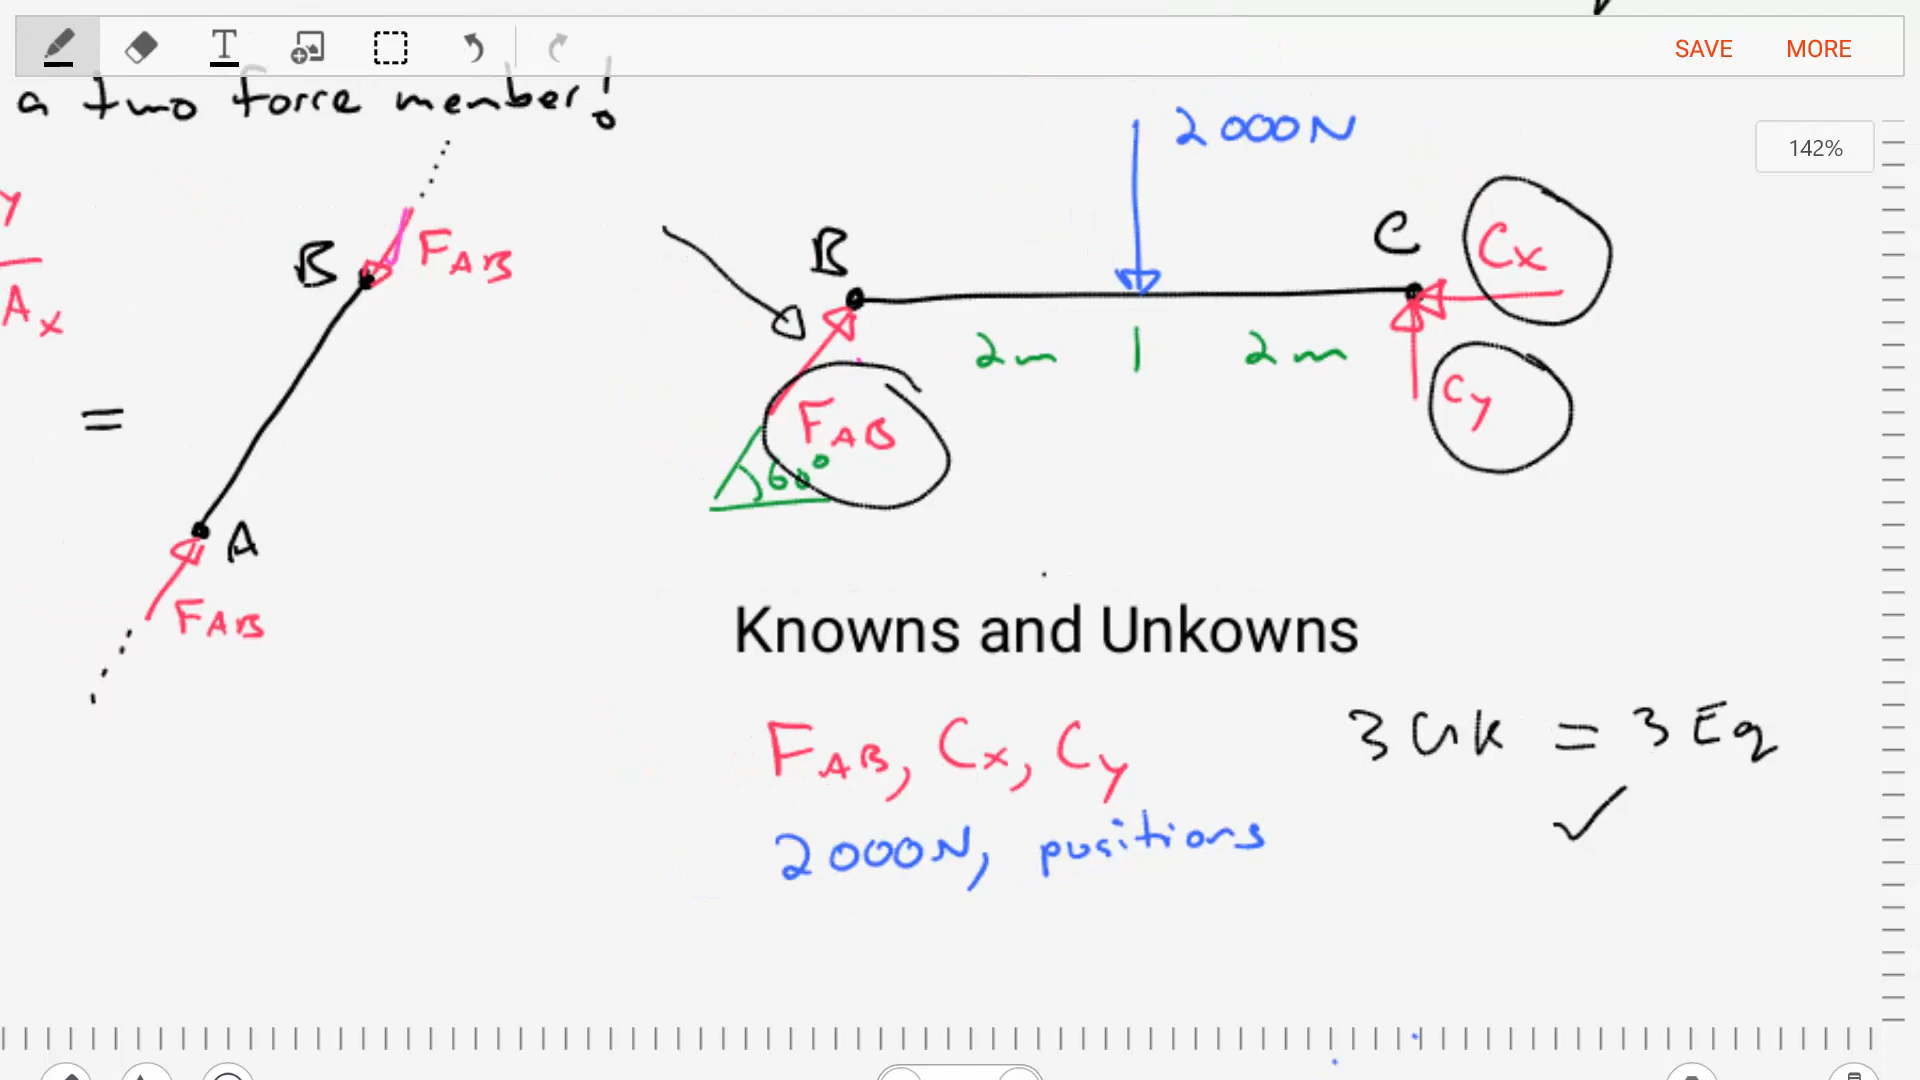 SAVE MORE
142%
a two force member!
2000N
Y
Ax
B
FAB
B
C
Cx
2m
2m
Cy
=
FAB
60°
A
FAB
Knowns and Unkowns
FAB, Cx, Cy
3 Unk = 3 Eq
2000N, positions